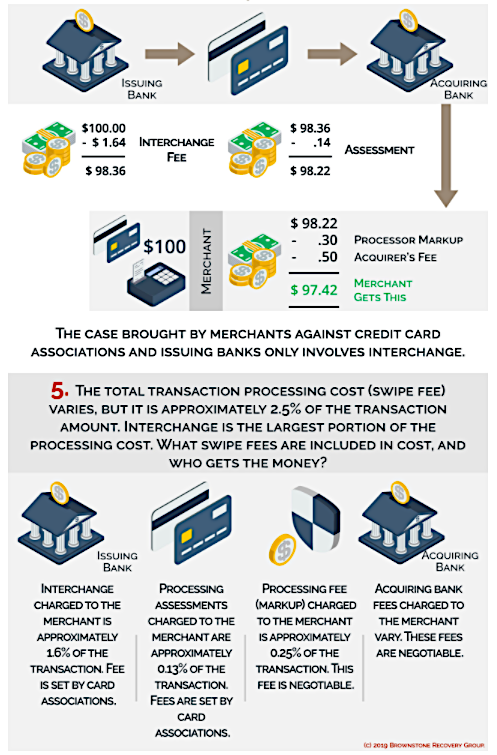 ISSUING
BANK
ACQUIRING
BANK
$100.00
- $ 1.64
$ 98.36
INTERCHANGE
FEE
$ 98.36
- .14
$ 98.22
ASSESSMENT
$100
MERCHANT
$ 98.22
- .30 PROCESSOR MARKUP
- .50 ACQUIRER'S FEE
$ 97.42 MERCHANT
GETS THIS
THE CASE BROUGHT BY MERCHANTS AGAINST CREDIT CARD
ASSOCIATIONS AND ISSUING BANKS ONLY INVOLVES INTERCHANGE.
5. THE TOTAL TRANSACTION PROCESSING COST (SWIPE FEE)
VARIES, BUT IT IS APPROXIMATELY 2.5% OF THE TRANSACTION
AMOUNT. INTERCHANGE IS THE LARGEST PORTION OF THE
PROCESSING COST. WHAT SWIPE FEES ARE INCLUDED IN COST, AND
WHO GETS THE MONEY?
ISSUING
BANK
ACQUIRING
BANK
INTERCHANGE
CHARGED TO THE
MERCHANT IS
APPROXIMATELY
1.6% OF THE
TRANSACTION. FEE
IS SET BY CARD
ASSOCIATIONS.
PROCESSING
ASSESSMENTS
CHARGED TO THE
MERCHANT ARE
APPROXIMATELY
0.13% OF THE
TRANSACTION.
FEES ARE SET BY
CARD
ASSOCIATIONS.
PROCESSING FEE
(MARKUP) CHARGED
TO THE MERCHANT
IS APPROXIMATELY
0.25% OF THE
TRANSACTION. THIS
FEE IS NEGOTIABLE.
ACQUIRING BANK
FEES CHARGED TO
THE MERCHANT
VARY. THESE FEES
ARE NEGOTIABLE.
(C) 2019 BROWNSTONE RECOVERY GROUP